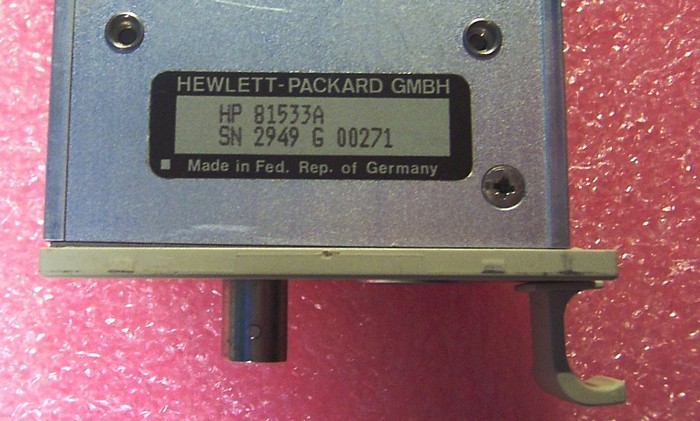 HEWLETT-PACKARD GMBH
HP 81533A
SN 2949 G 00271
Made in Fed. Rep. of Germany